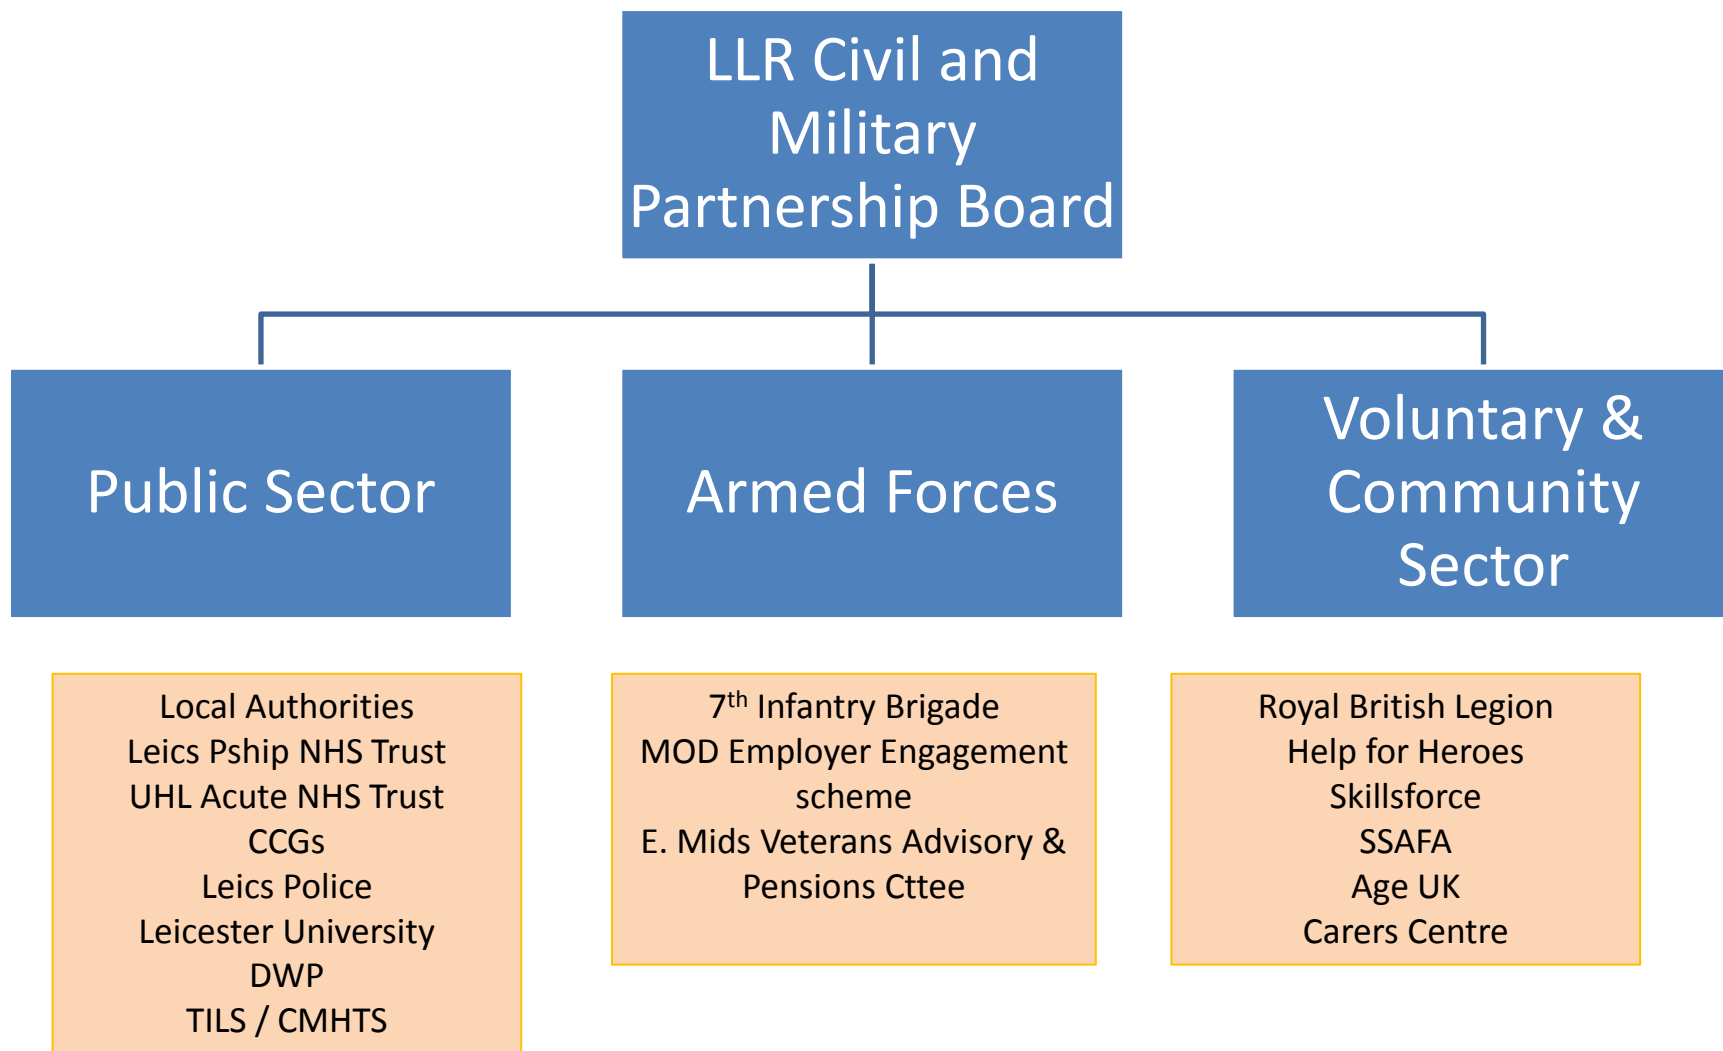 LLR Civil and
Military
Partnership Board
Public Sector
Armed Forces
Voluntary &
Community
Sector
Local Authorities
Leics Pship NHS Trust
UHL Acute NHS Trust
CCGs
Leics Police
Leicester University
DWP
TILS / CMHTS
7th Infantry Brigade
MOD Employer Engagement
scheme
E. Mids Veterans Advisory &
Pensions Cttee
Royal British Legion
Help for Heroes
Skillsforce
SSAFA
Age UK
Carers Centre